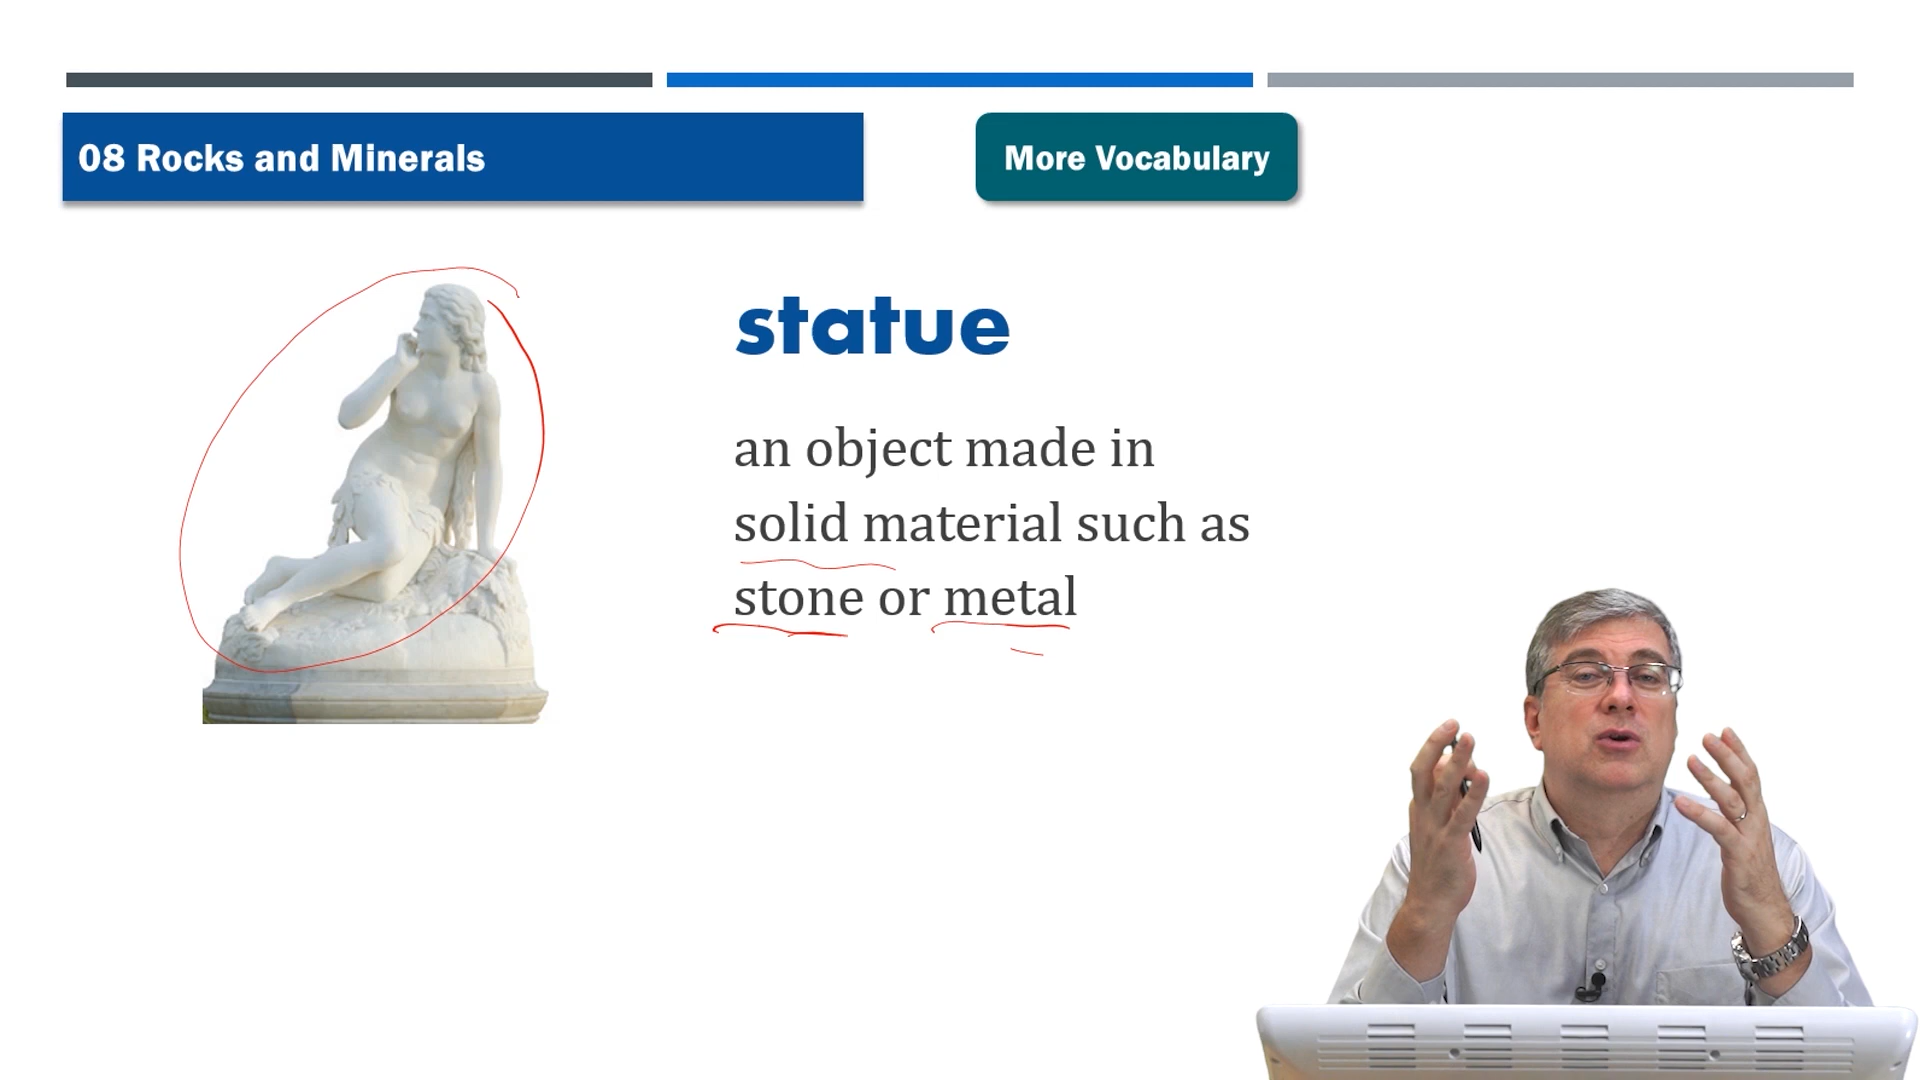 08 Rocks and Minerals
More Vocabulary
statue
an object made in
solid material such as
stone or metal